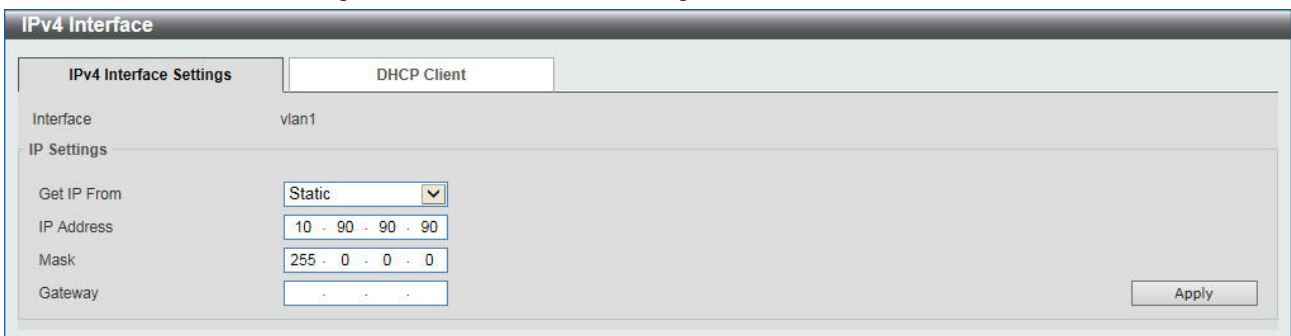 IPv4 Interface
IPv4 Interface Settings DHCP Client
Interface vlan1
IP Settings
Get IP From Static
IP Address 10 . 90 . 90 . 90
Mask 255 . 0 . 0 . 0
Gateway . . .
Apply